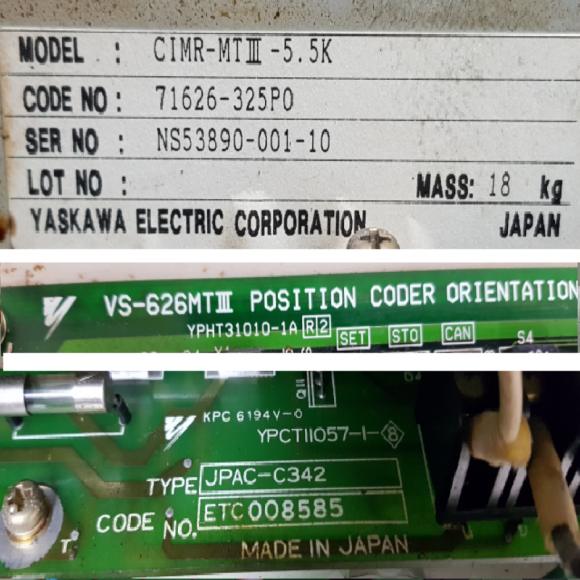 MODEL : CIMR-MTⅢ-5.5K
CODE NO : 71626-325P0
SER NO : NS53890-001-10
LOT NO :
MASS: 18 kg
YASKAWA ELECTRIC CORPORATION JAPAN
VS-626MTⅢ POSITION CODER ORIENTATION
YPHT31010-1A R2 SET STO CAN S4
KPC 6194V-0
YPCT11057-1-8
TYPE JPAC-C342
CODE NO. ETC008585
MADE IN JAPAN